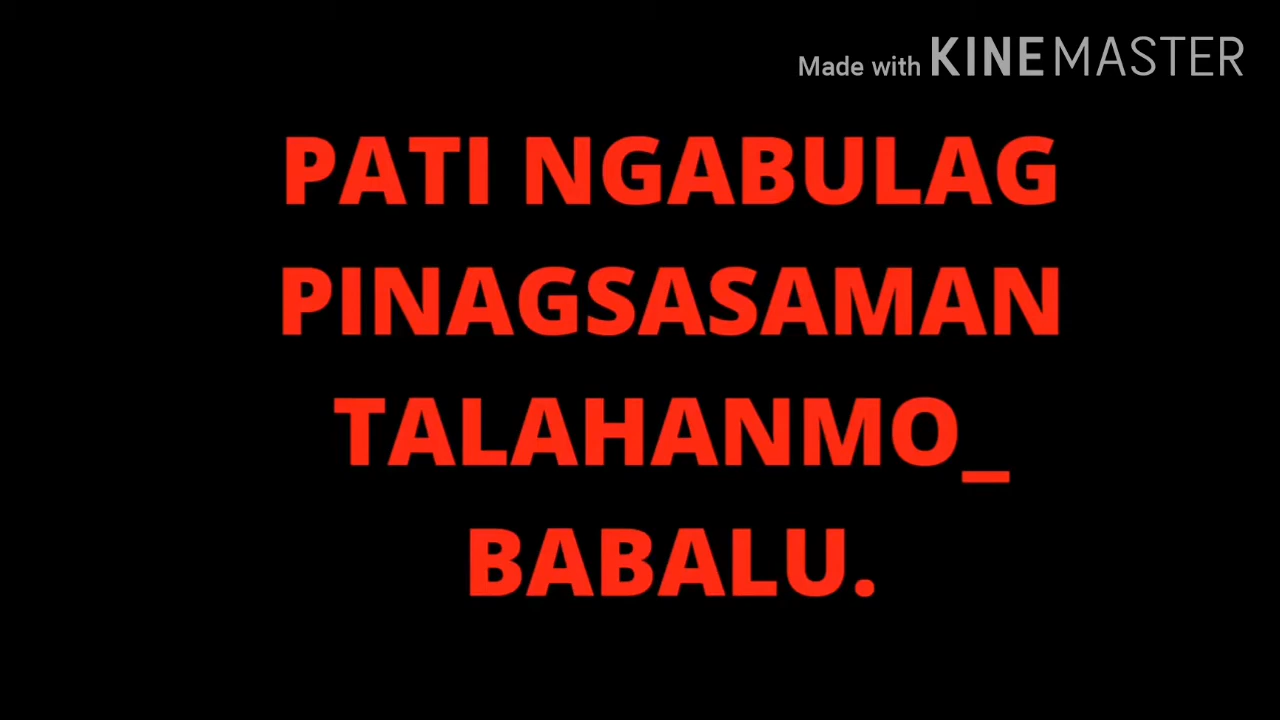 Made with KINEMASTER
PATI NGABULAG
PINAGSASAMAN
TALAHANMO_
BABALU.